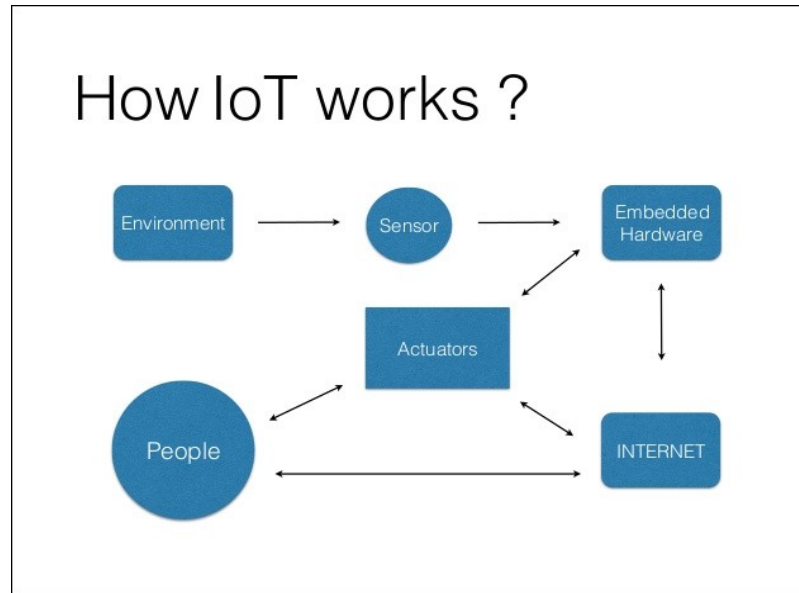 How IoT works ?
Environment
Sensor
Embedded
Hardware
Actuators
People
INTERNET